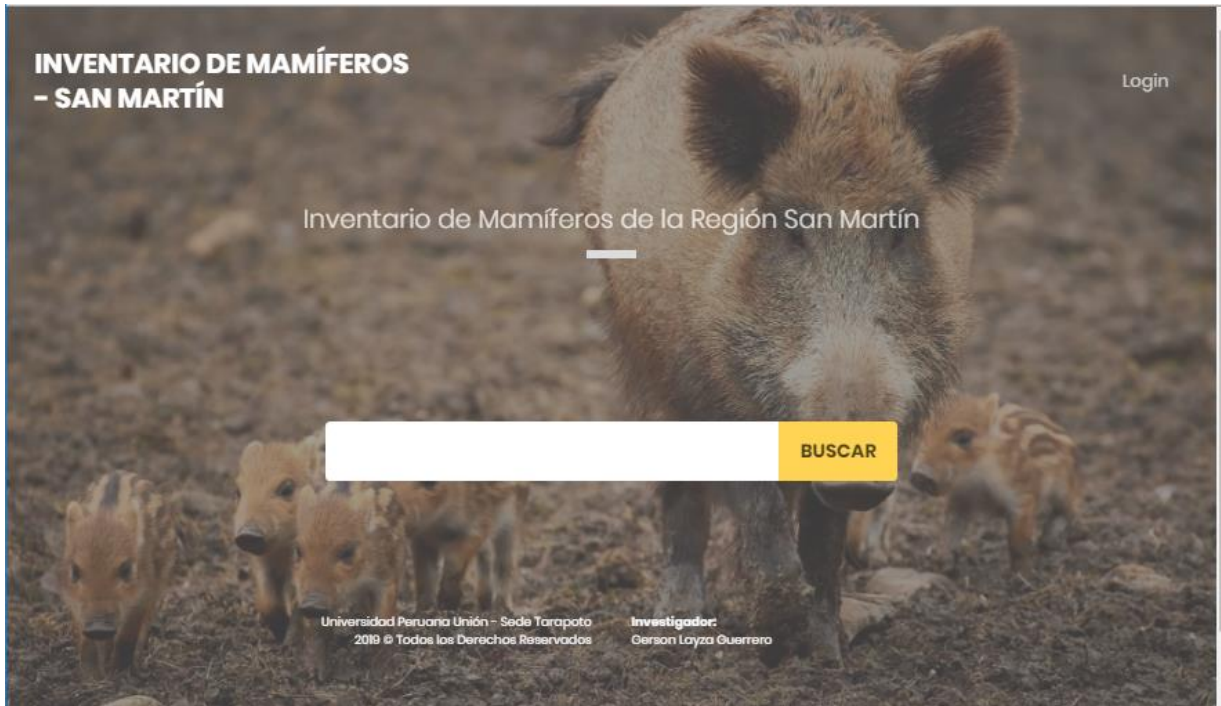 INVENTARIO DE MAMÍFEROS
- SAN MARTÍN
Login
Inventario de Mamíferos de la Región San Martín
BUSCAR
Universidad Peruana Unión - Sede Tarapoto
2019 © Todos los Derechos Reservados
Investigador:
Gerson Layza Guerrero